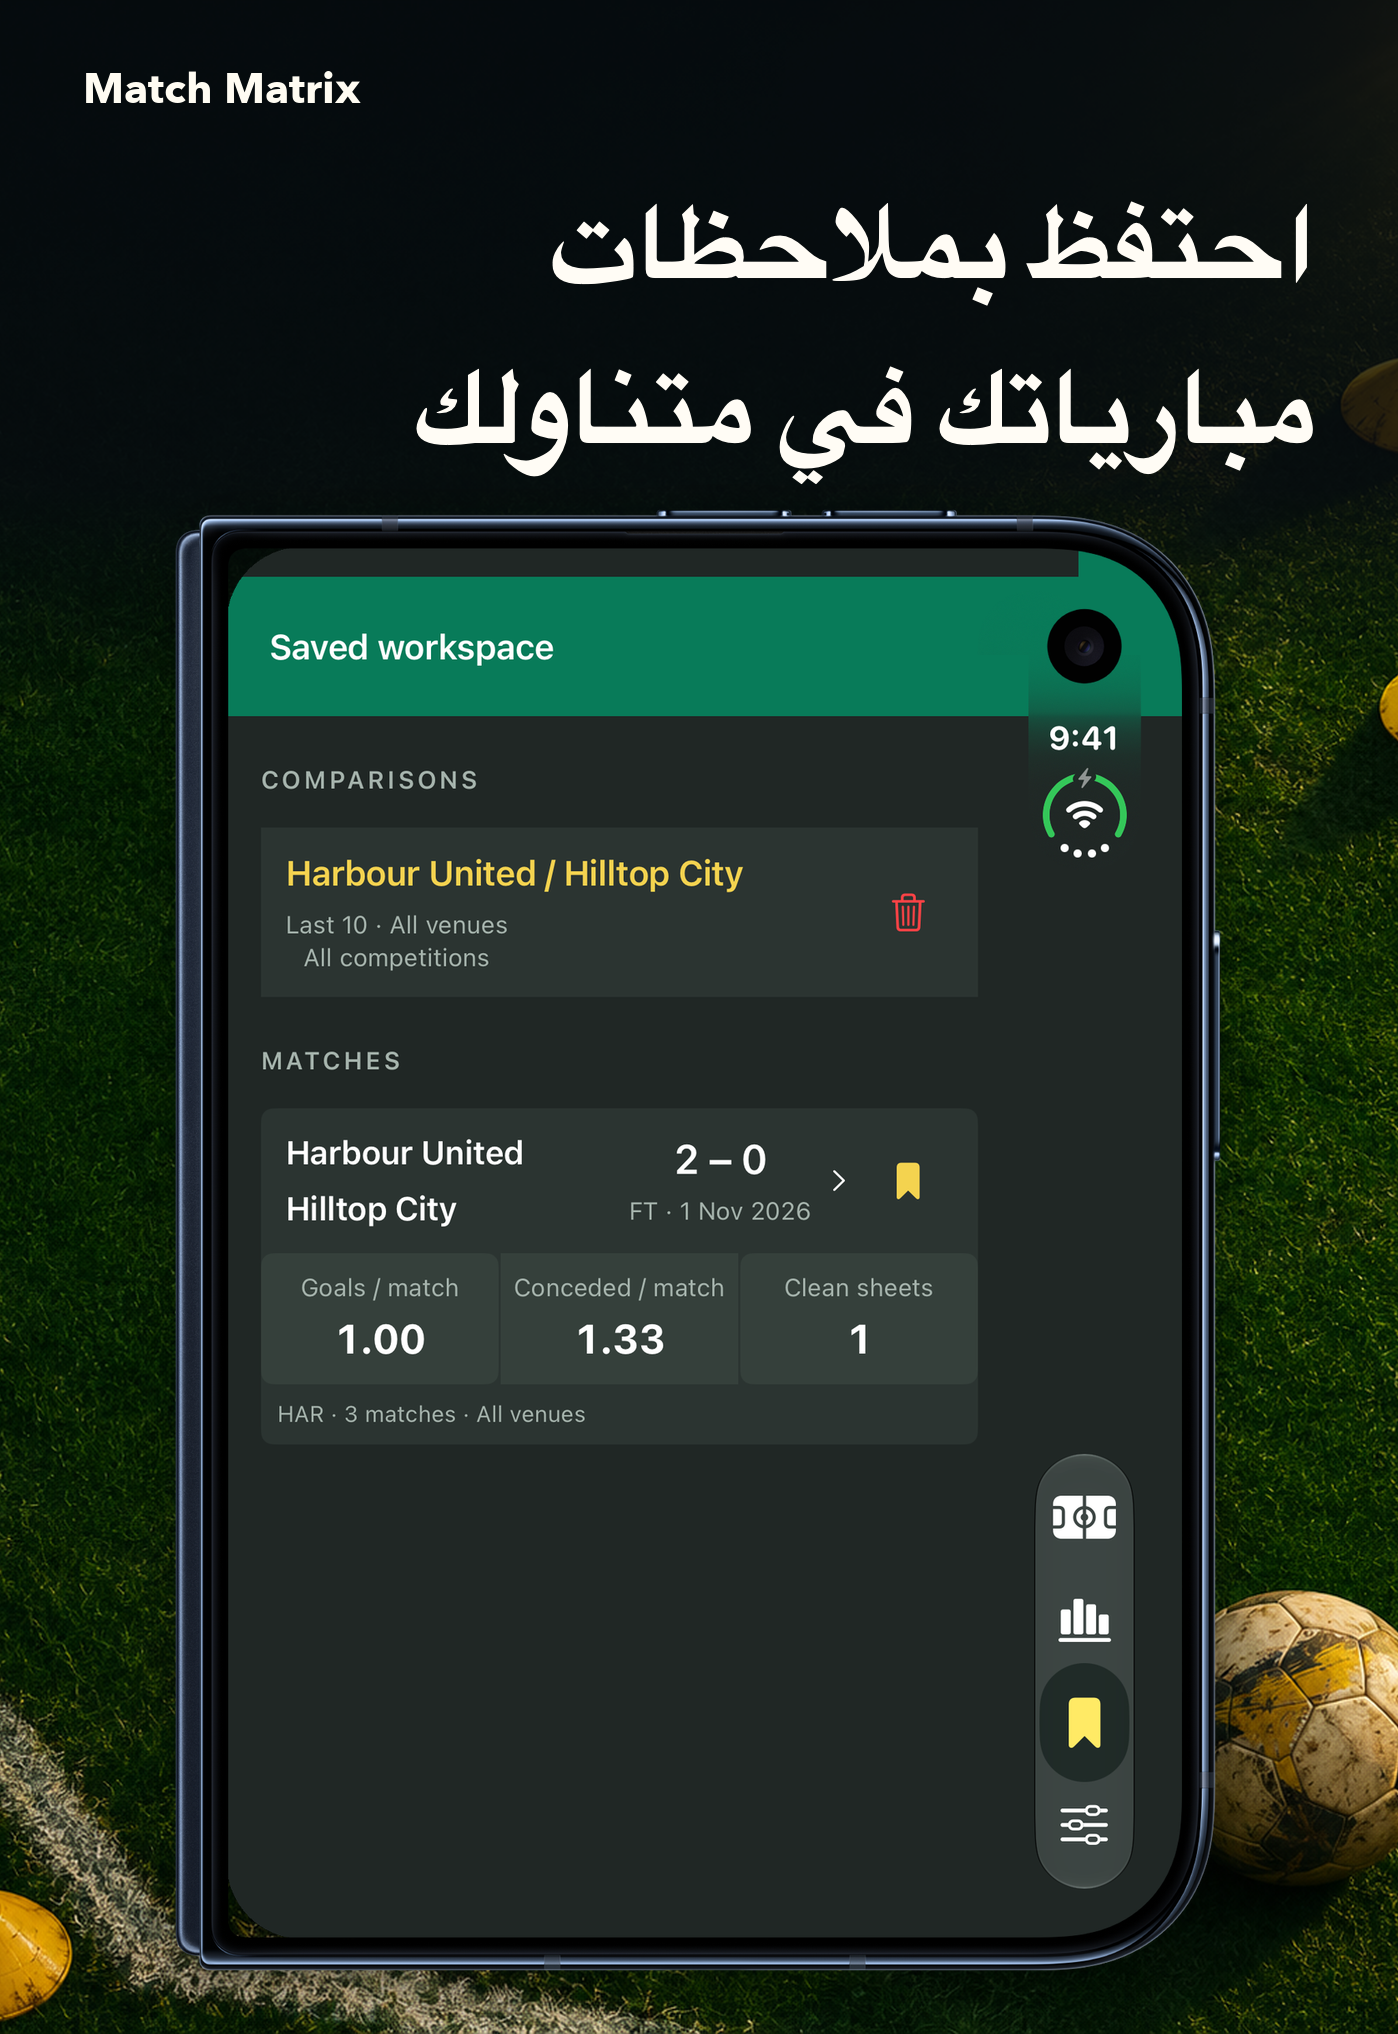 Match Matrix
احتفظ بملاحظات
مبارياتك في متناولك
Saved workspace
9:41
COMPARISONS
Harbour United / Hilltop City
Last 10 · All venues
All competitions
MATCHES
Harbour United
2 – 0
Hilltop City
FT · 1 Nov 2026
Goals / match
1.00
Conceded / match
1.33
Clean sheets
1
HAR · 3 matches · All venues